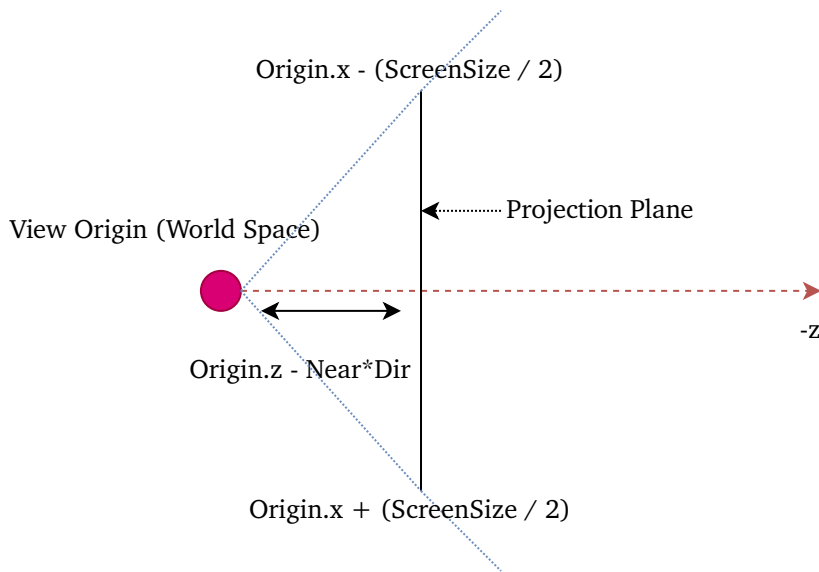 Origin.x - (ScreenSize / 2)
Projection Plane
View Origin (World Space)
-z
Origin.z - Near*Dir
Origin.x + (ScreenSize / 2)